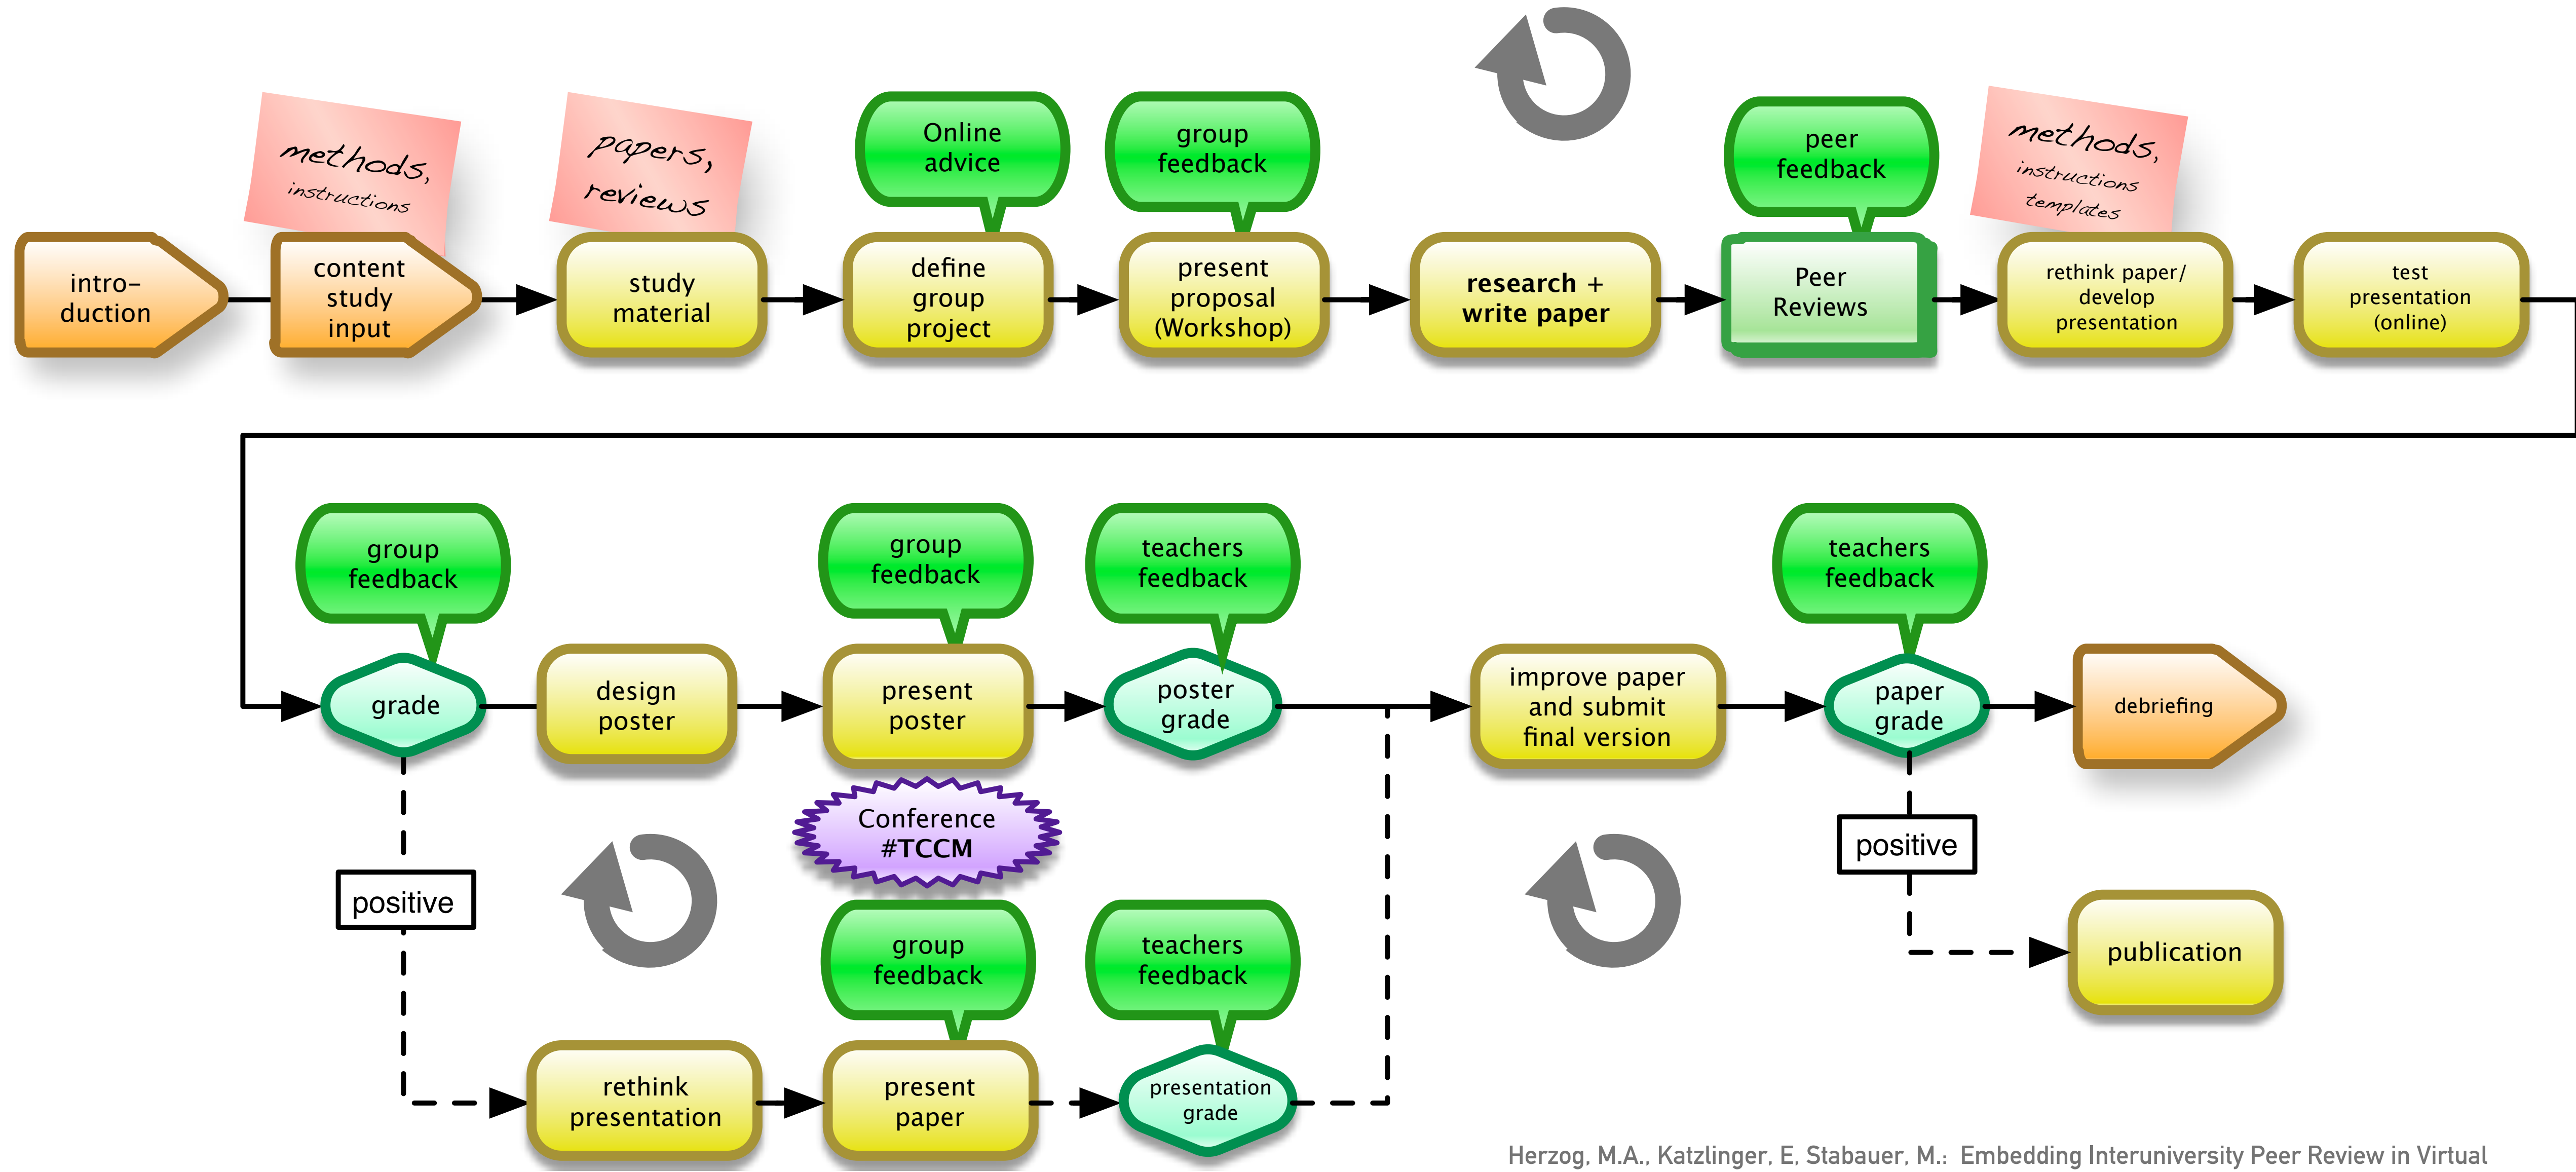 methods,
instructions
papers,
reviews
Online
advice
group
feedback
peer
feedback
methods,
instructions
templates
intro-
duction
content
study
input
study
material
define
group
project
present
proposal
(Workshop)
research +
write paper
Peer
Reviews
rethink paper/
develop
presentation
test
presentation
(online)
group
feedback
group
feedback
teachers
feedback
teachers
feedback
grade
design
poster
present
poster
poster
grade
improve paper
and submit
final version
paper
grade
debriefing
Conference
#TCCM
positive
positive
group
feedback
teachers
feedback
publication
rethink
presentation
present
paper
presentation
grade
Herzog, M.A., Katzlinger, E, Stabauer, M.: Embedding Interuniversity Peer Review in Virtual